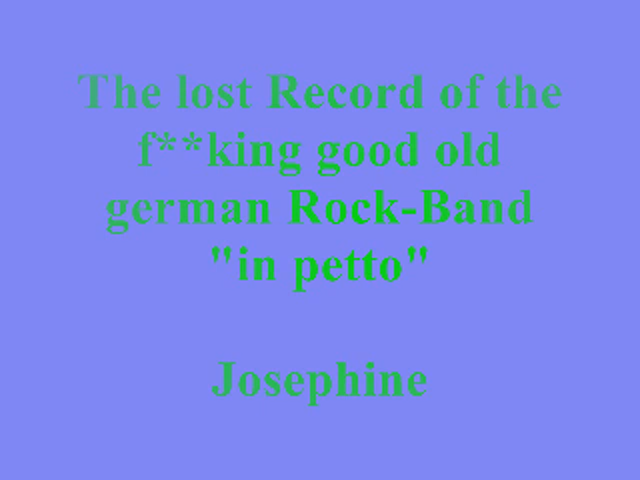 The lost Record of the
f**king good old
german Rock-Band
"in petto"
Josephine